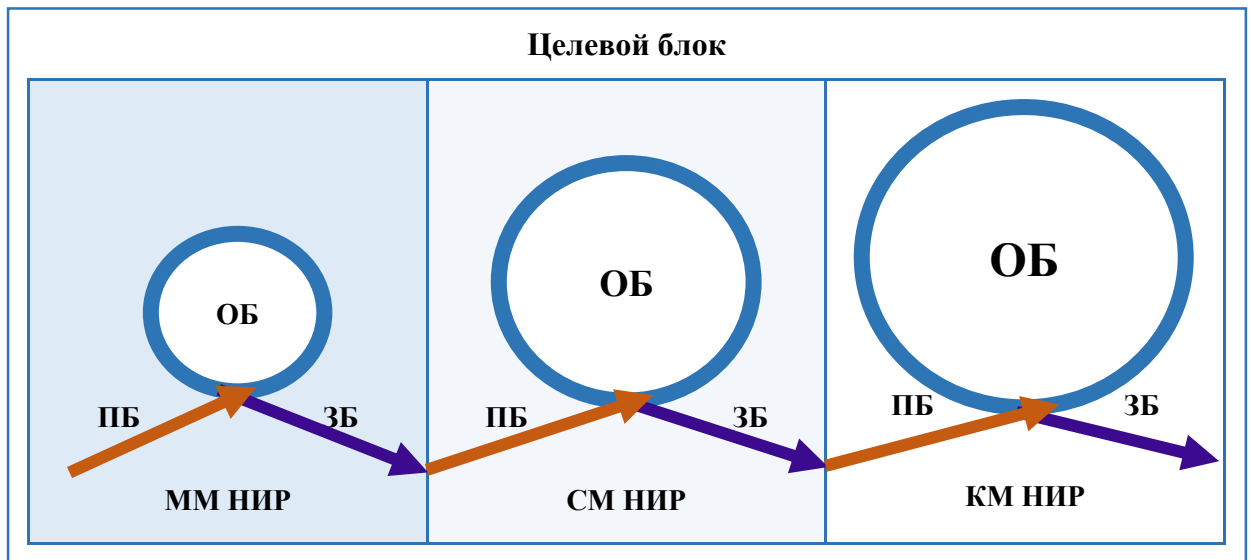 Целевой блок
ОБ
ПБ
ЗБ
ММ НИР
ОБ
ПБ
ЗБ
СМ НИР
ОБ
ПБ
ЗБ
КМ НИР